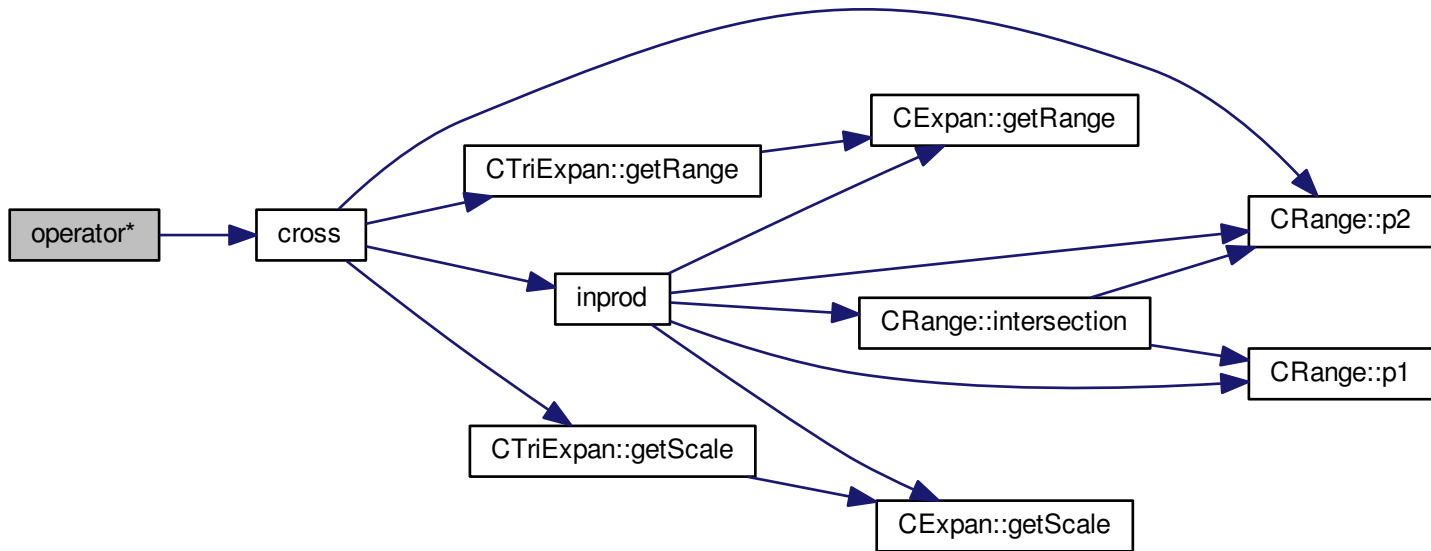 operator*
cross
CTriExpan::getRange
inprod
CTriExpan::getScale
CExpan::getRange
CRange::intersection
CExpan::getScale
CRange::p2
CRange::p1